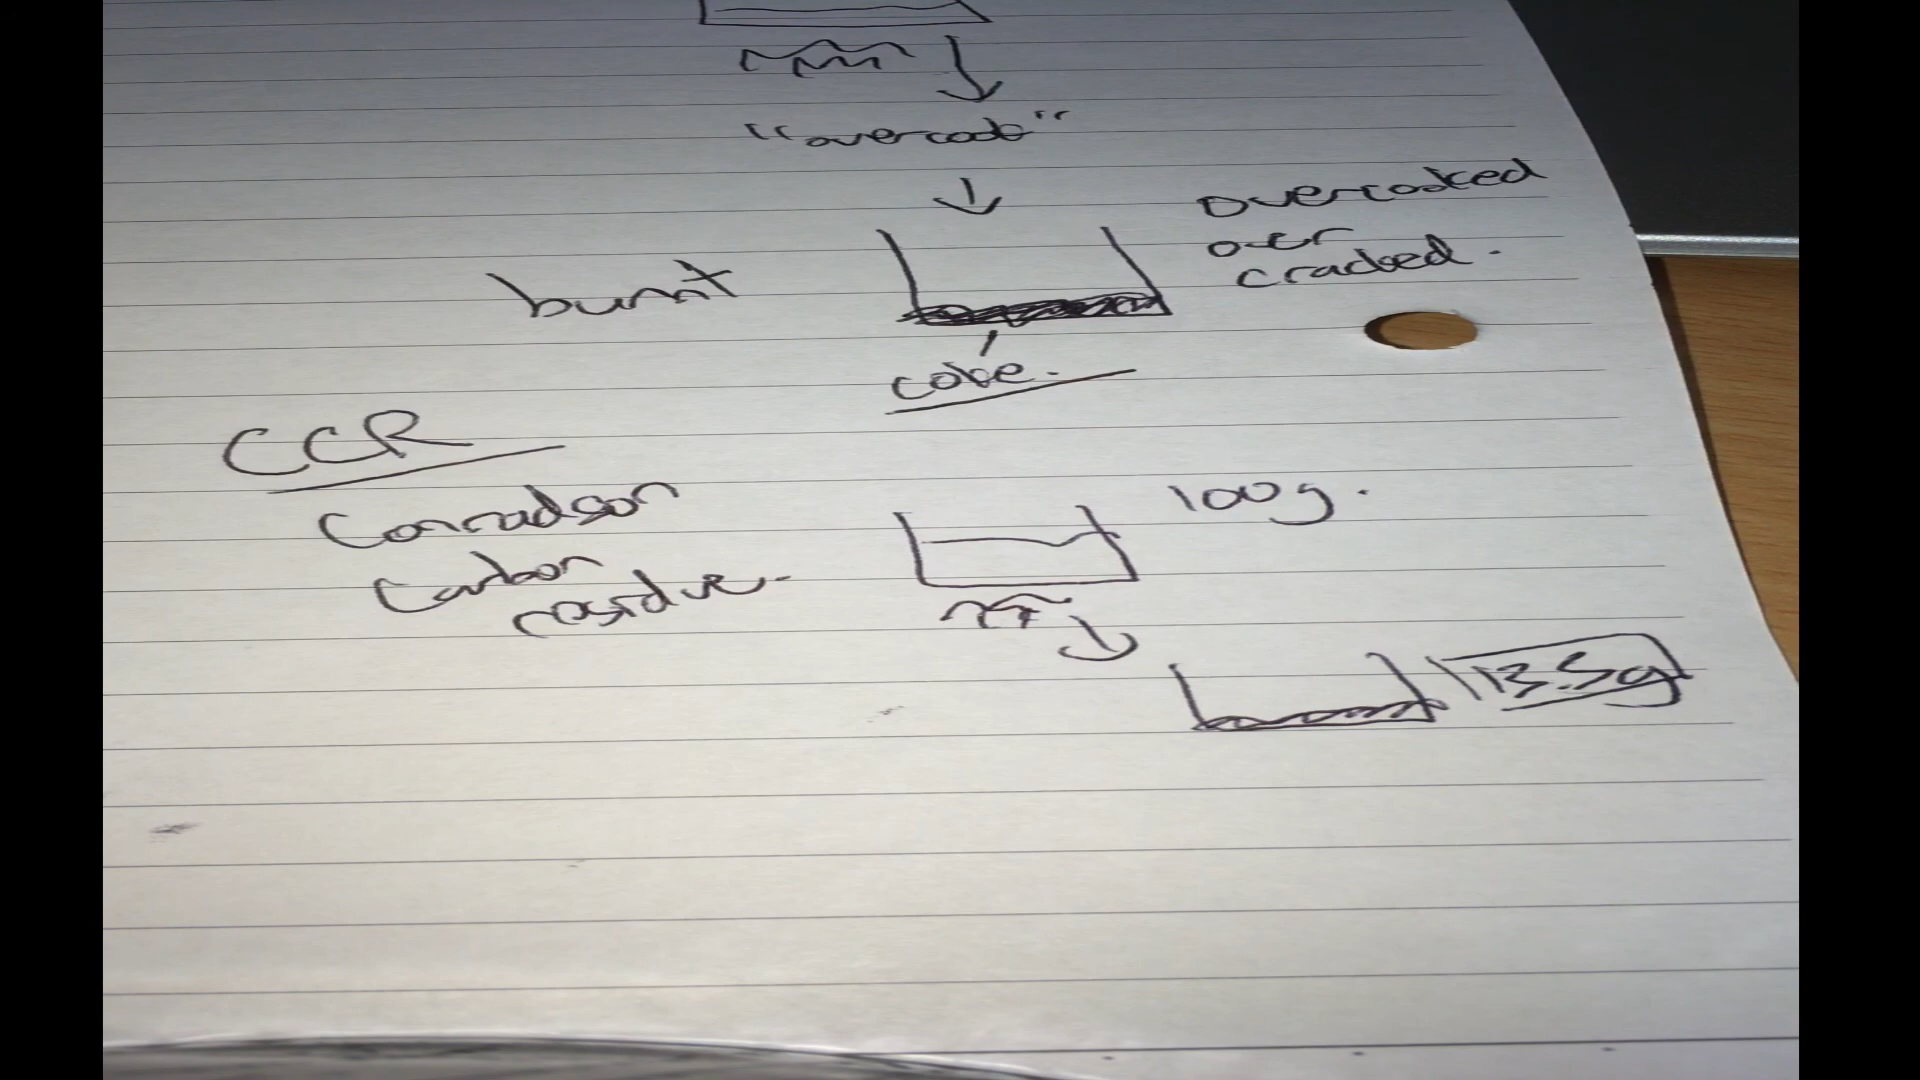 "overcook"
overcooked
over
cracked.
burnt
coke.
CCR
Conradson
Carbon
residue.
100g.
13.5g